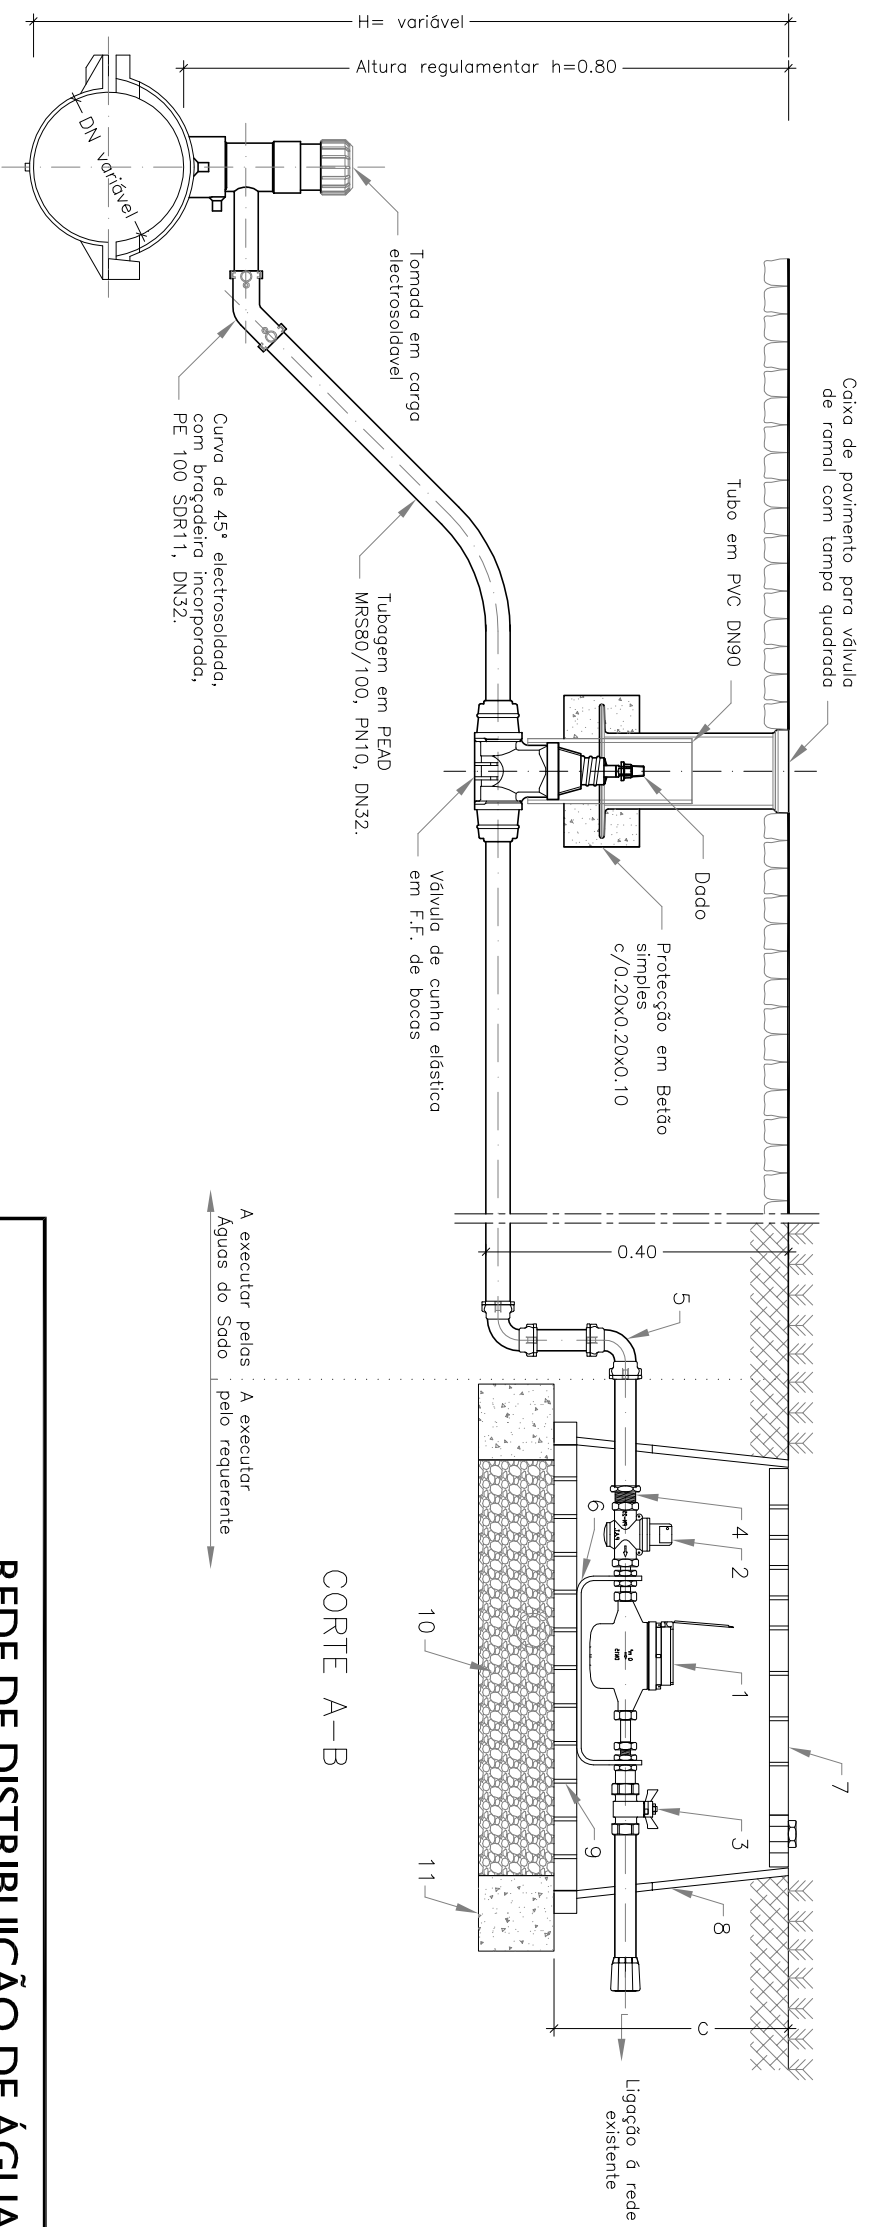 H= variável
Altura regulamentar h=0.80
DN variável
Tomada em carga
electrosoldavel
Curva de 45° electrosoldada,
com braçadeira incorporada,
PE 100 SDR11, DN32.
Tubagem em PEAD
MRS80/100, PN10, DN32.
Caixa de pavimento para válvula
de ramal com tampa quadrada
Tubo em PVC DN90
Dado
Protecção em Betão
simples
c/0.20x0.20x0.10
Válvula de cunha elástica
em F.F. de bocas
A executar pelas
Águas do Sado
A executar
pelo requerente
0.40
5
4
2
6
1
7
3
9
8
10
11
C
Ligação á rede
existente
CORTE A-B
REDE DE DISTRIBUIÇÃO DE ÁGUA